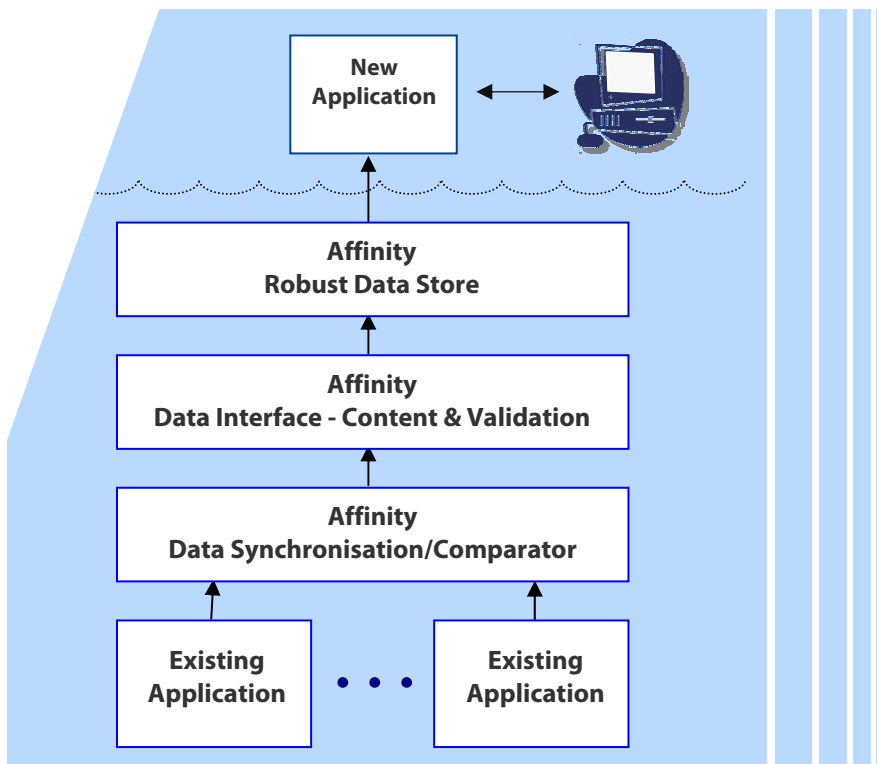 New
Application
Affinity
Robust Data Store
Affinity
Data Interface - Content & Validation
Affinity
Data Synchronisation/Comparator
Existing
Application
Existing
Application